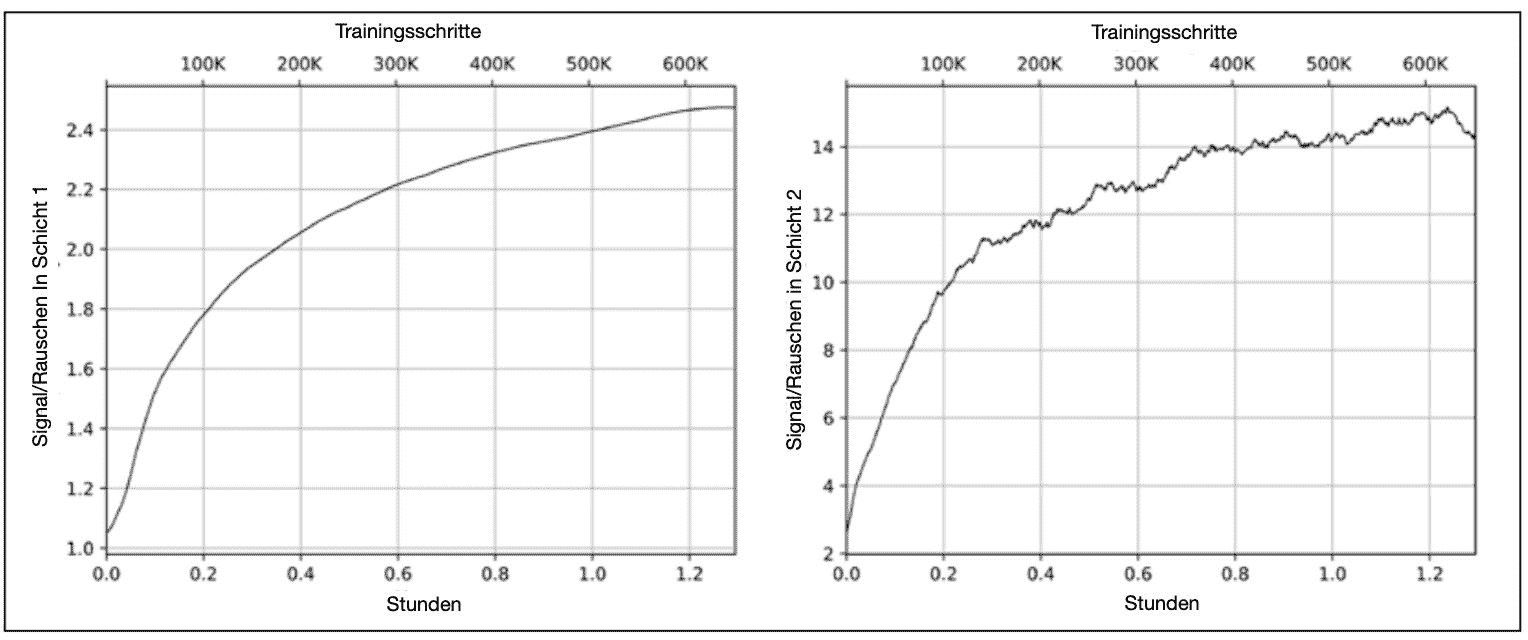 Trainingsschritte
100K 200K 300K 400K 500K 600K
Signal/Rauschen In Schicht 1
2.4
2.2
2.0
1.8
1.6
1.4
1.2
1.0
0.0 0.2 0.4 0.6 0.8 1.0 1.2
Stunden
Trainingsschritte
100K 200K 300K 400K 500K 600K
Signal/Rauschen in Schicht 2
14
12
10
8
6
4
2
0.0 0.2 0.4 0.6 0.8 1.0 1.2
Stunden